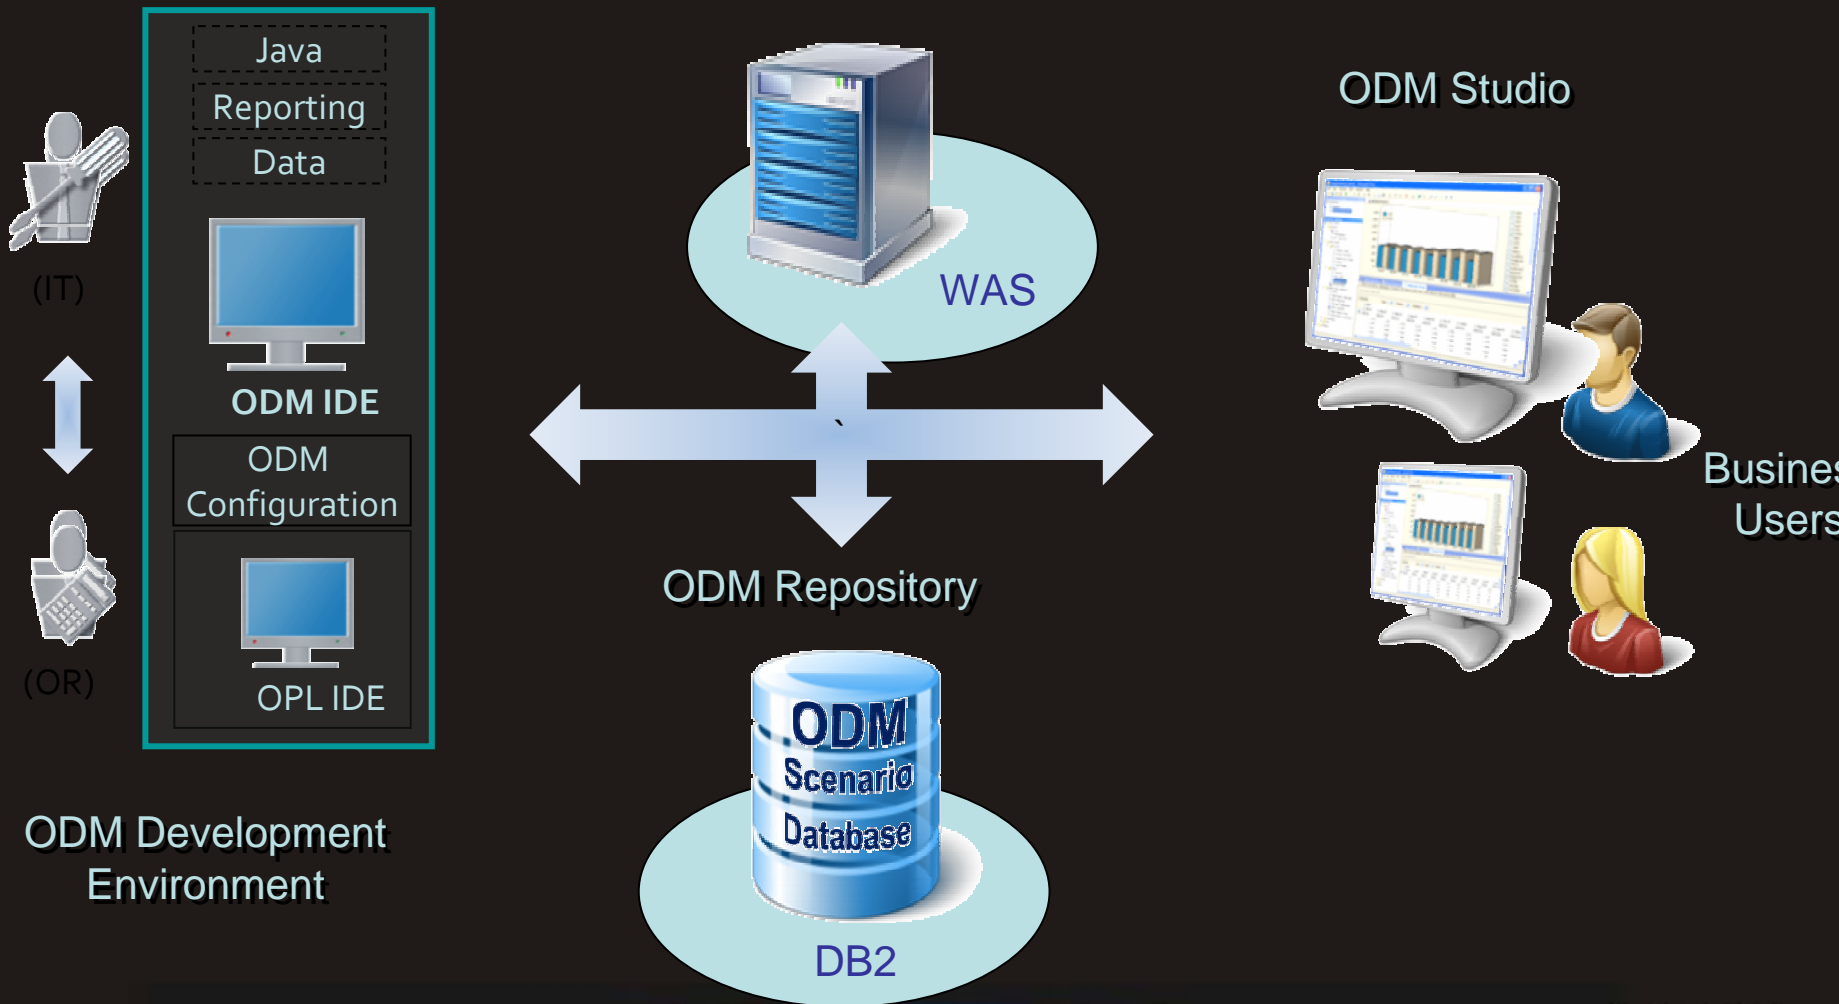 Java
Reporting
Data
(IT)
ODM IDE
ODM
Configuration
(OR)
OPL IDE
ODM Development
Environment
WAS
`
ODM Repository
ODM
Scenario
Database
DB2
ODM Studio
Busines
Users